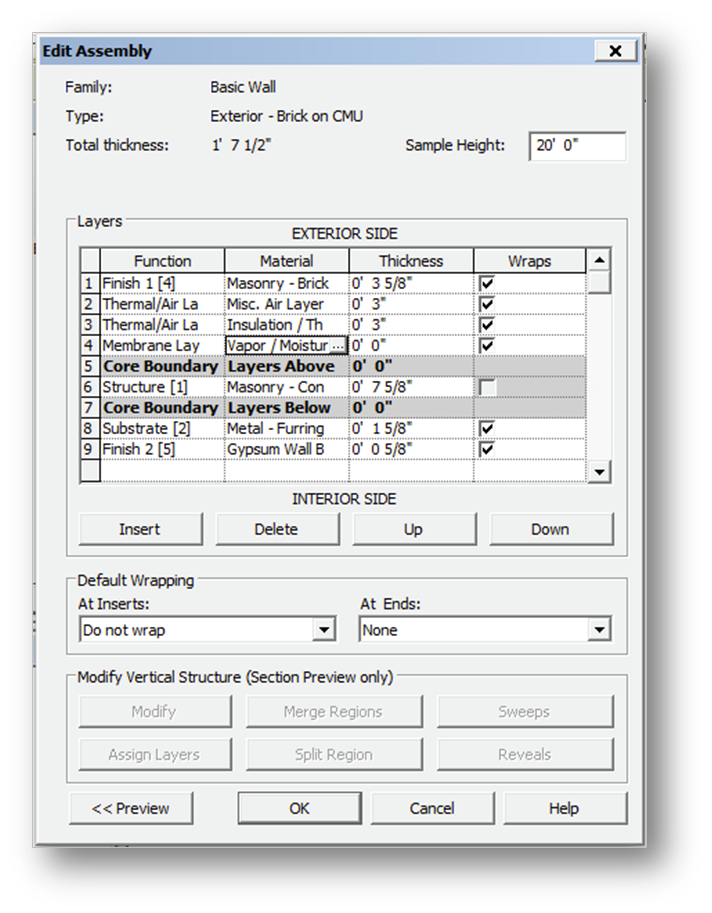 Edit Assembly
Family: Basic Wall
Type: Exterior - Brick on CMU
Total thickness: 1' 7 1/2" Sample Height: 20' 0"
Layers
EXTERIOR SIDE
Function Material Thickness Wraps
1 Finish 1 [4] Masonry - Brick 0' 3 5/8"
2 Thermal/Air La Misc. Air Layer 0' 3"
3 Thermal/Air La Insulation / Th 0' 3"
4 Membrane Lay Vapor / Moistur ... 0' 0"
5 Core Boundary Layers Above 0' 0"
6 Structure [1] Masonry - Con 0' 7 5/8"
7 Core Boundary Layers Below 0' 0"
8 Substrate [2] Metal - Furring 0' 1 5/8"
9 Finish 2 [5] Gypsum Wall B 0' 0 5/8"
INTERIOR SIDE
Insert Delete Up Down
Default Wrapping
At Inserts: At Ends:
Do not wrap None
Modify Vertical Structure (Section Preview only)
Modify Merge Regions Sweeps
Assign Layers Split Region Reveals
<< Preview OK Cancel Help